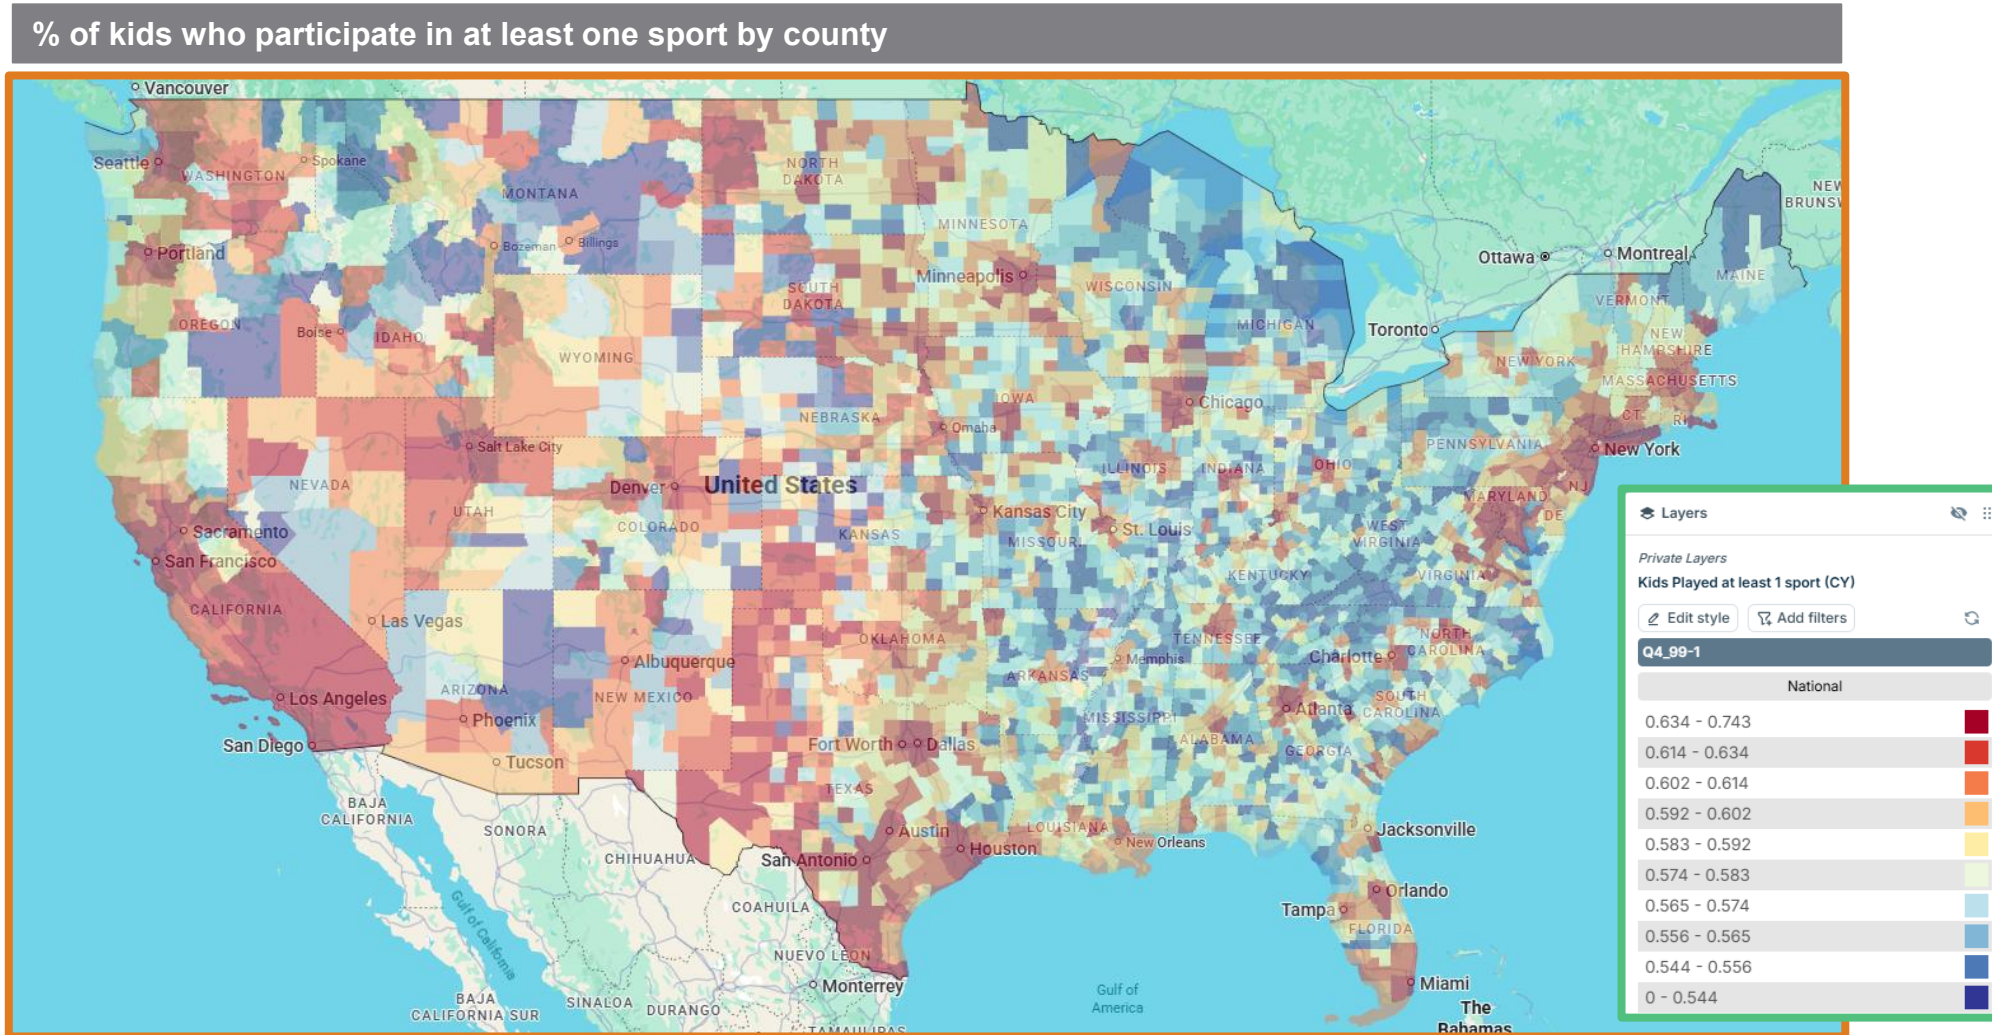 % of kids who participate in at least one sport by county
Vancouver
Seattle
Spokane
WASHINGTON
MONTANA
NORTH
DAKOTA
MINNESOTA
Portland
Bozeman
Billings
Minneapolis
WISCONSIN
Ottawa
Montreal
NEW
BRUNSW
MAINE
VERMONT
OREGON
Boise
IDAHO
SOUTH
DAKOTA
MICHIGAN
Toronto
NEW
HAMPSHIRE
WYOMING
NEW YORK
MASSACHUSETTS
IOWA
Chicago
CT
RI
NEBRASKA
Omaha
Salt Lake City
PENNSYLVANIA
New York
NEVADA
Denver
United States
ILLINOIS
INDIANA
OHIO
NJ
MARYLAND
DE
UTAH
COLORADO
KANSAS
Kansas City
MISSOURI
St. Louis
WEST
VIRGINIA
Sacramento
San Francisco
CALIFORNIA
Las Vegas
KENTUCKY
VIRGINIA
OKLAHOMA
TENNESSEE
NORTH
CAROLINA
Albuquerque
Memphis
Charlotte
Los Angeles
ARIZONA
NEW MEXICO
ARKANSAS
SOUTH
CAROLINA
Phoenix
MISSISSIPPI
Atlanta
San Diego
Fort Worth
Dallas
ALABAMA
GEORGIA
Tucson
TEXAS
BAJA
CALIFORNIA
SONORA
Austin
LOUISIANA
Jacksonville
CHIHUAHUA
San Antonio
Houston
New Orleans
Gulf of California
COAHUILA
Orlando
Tampa
FLORIDA
NUEVO LEON
Monterrey
BAJA
CALIFORNIA SUR
SINALOA
DURANGO
TAMAULIPAS
Gulf of
America
Miami
The
Bahamas
Layers
Private Layers
Kids Played at least 1 sport (CY)
Edit style
Add filters
Q4_99-1
National
0.634 - 0.743
0.614 - 0.634
0.602 - 0.614
0.592 - 0.602
0.583 - 0.592
0.574 - 0.583
0.565 - 0.574
0.556 - 0.565
0.544 - 0.556
0 - 0.544